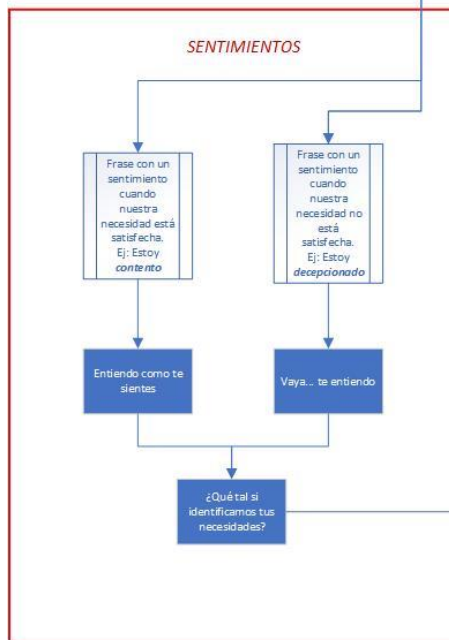 SENTIMIENTOS
Frase con un
sentimiento
cuando
nuestra
necesidad está
satisfecha.
Ej: Estoy
contento
Frase con un
sentimiento
cuando
nuestra
necesidad no
está
satisfecha.
Ej: Estoy
decepcionado
Entiendo como te
sientes
Vaya... te entiendo
¿Qué tal si
identificamos tus
necesidades?